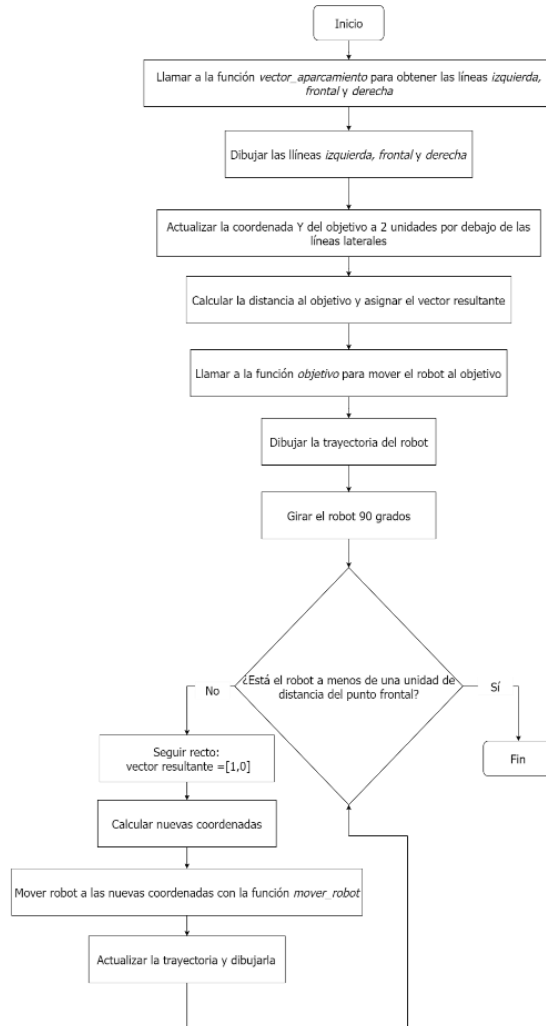 Inicio
Llamar a la función vector_aparcamiento para obtener las líneas izquierda,
frontal y derecha
Dibujar las llíneas izquierda, frontal y derecha
Actualizar la coordenada Y del objetivo a 2 unidades por debajo de las
líneas laterales
Calcular la distancia al objetivo y asignar el vector resultante
Llamar a la función objetivo para mover el robot al objetivo
Dibujar la trayectoria del robot
Girar el robot 90 grados
¿Está el robot a menos de una unidad de
distancia del punto frontal?
No
Sí
Seguir recto:
vector resultante =[1,0]
Fin
Calcular nuevas coordenadas
Mover robot a las nuevas coordenadas con la función mover_robot
Actualizar la trayectoria y dibujarla